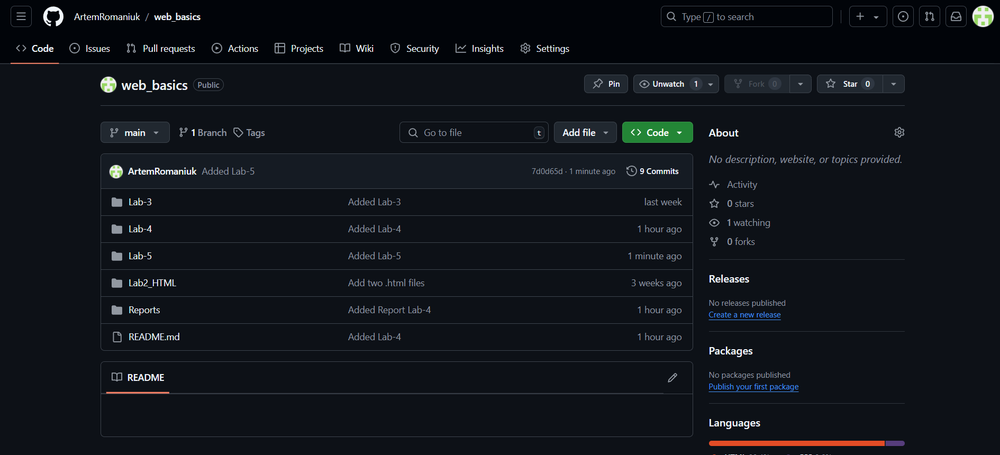 ArtemRomaniuk / web_basics
Type / to search
Code Issues Pull requests Actions Projects Wiki Security Insights Settings
web_basics Public
Pin Unwatch 1 Fork 0 Star 0
main 1 Branch Tags Go to file t Add file Code
ArtemRomaniuk Added Lab-5 7d0d65d · 1 minute ago 9 Commits
Lab-3 Added Lab-3 last week
Lab-4 Added Lab-4 1 hour ago
Lab-5 Added Lab-5 1 minute ago
Lab2_HTML Add two .html files 3 weeks ago
Reports Added Report Lab-4 1 hour ago
README.md Added Lab-4 1 hour ago
README
About
No description, website, or topics provided.
Activity
0 stars
1 watching
0 forks
Releases
No releases published
Create a new release
Packages
No packages published
Publish your first package
Languages